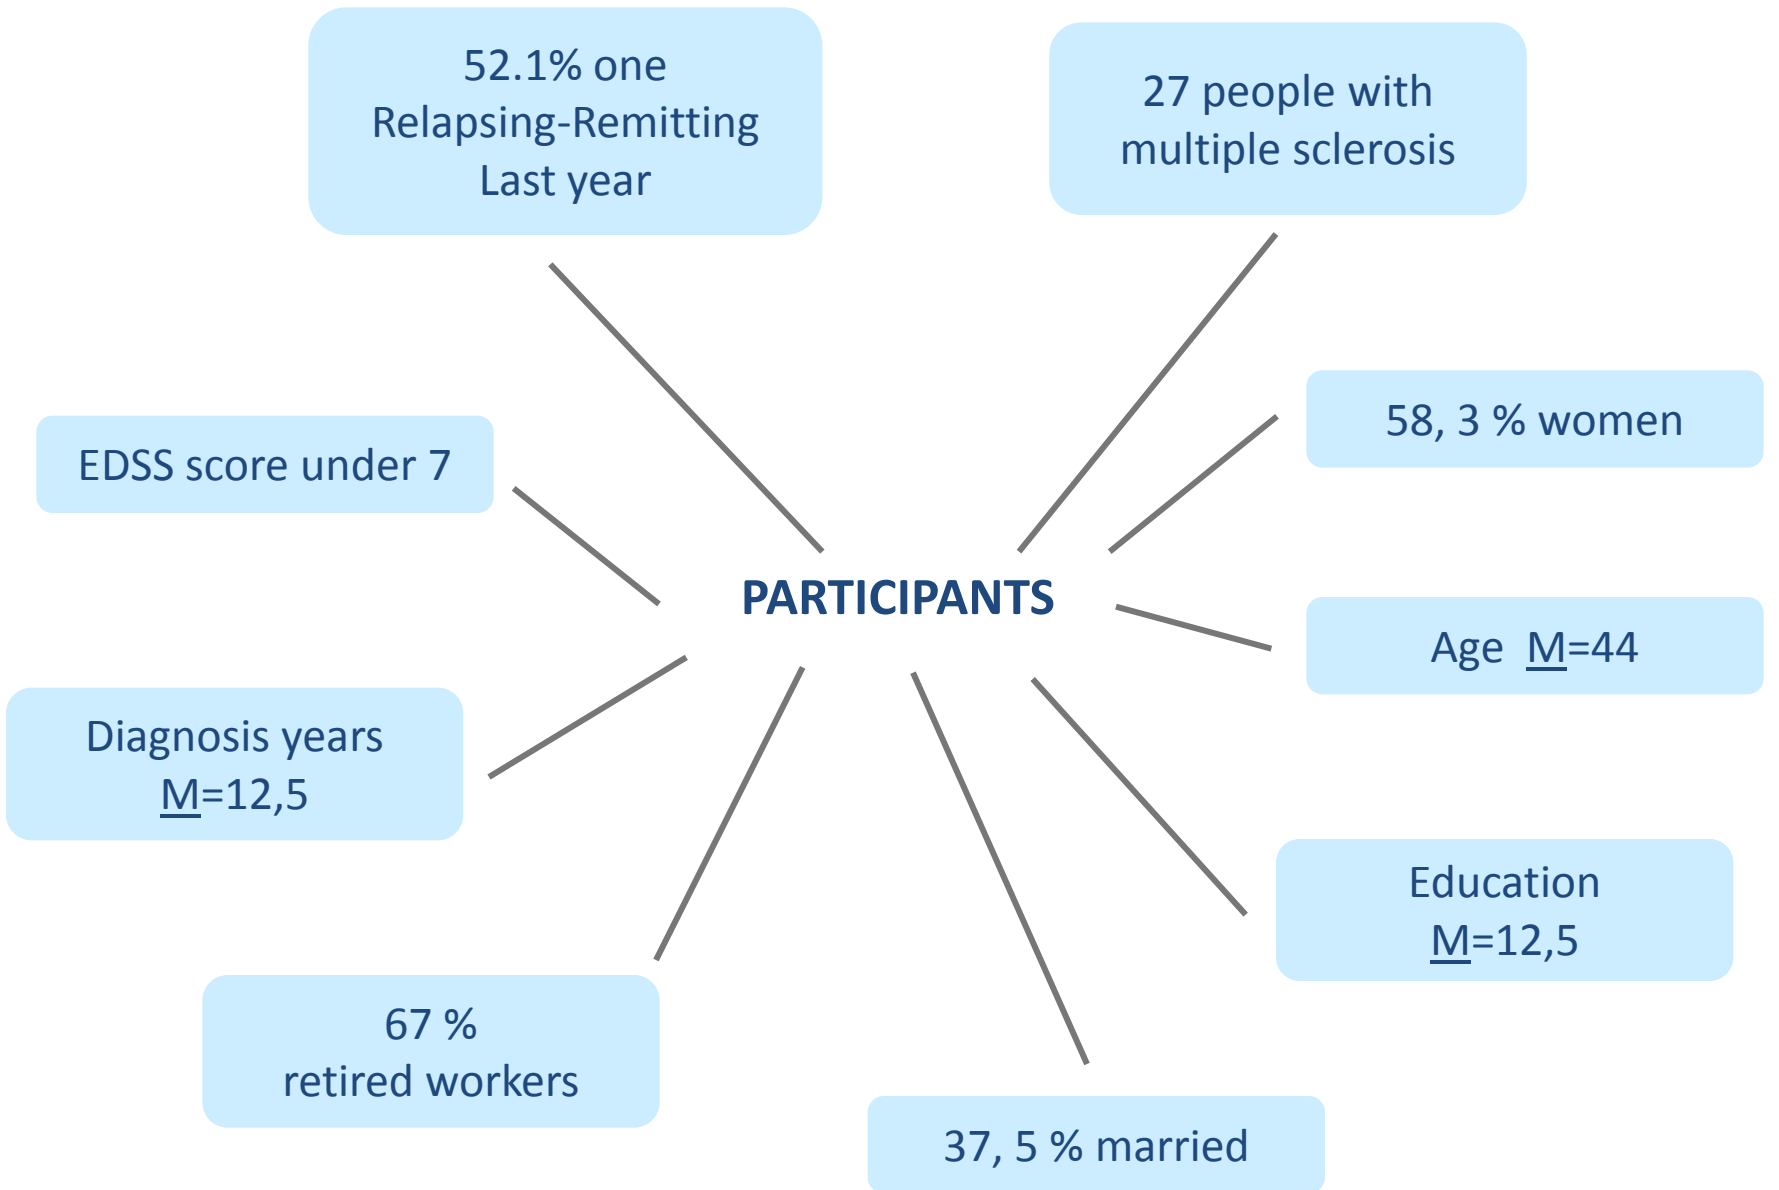 52.1% one
Relapsing-Remitting
Last year
27 people with
multiple sclerosis
58, 3 % women
EDSS score under 7
PARTICIPANTS
Age M=44
Diagnosis years
M=12,5
Education
M=12,5
67 %
retired workers
37, 5 % married